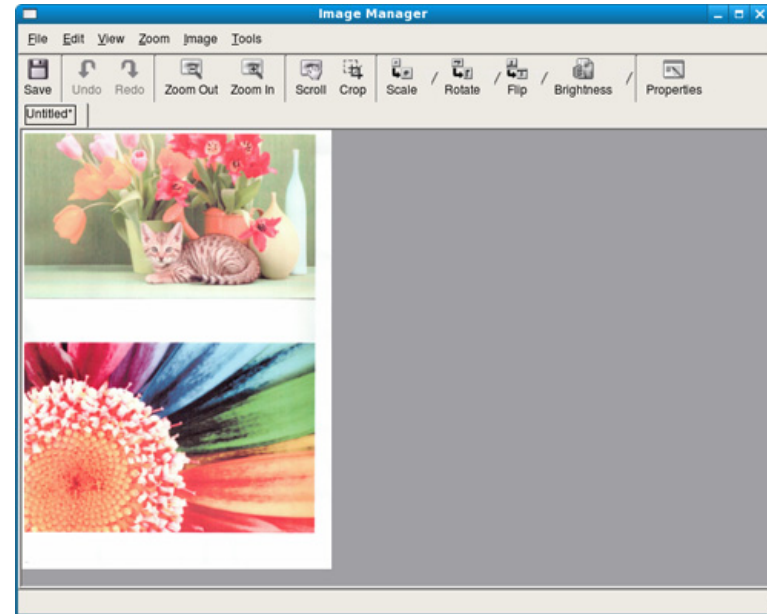 Image Manager
File Edit View Zoom Image Tools
Save Undo Redo Zoom Out Zoom In Scroll Crop Scale / Rotate / Flip / Brightness / Properties
Untitled*